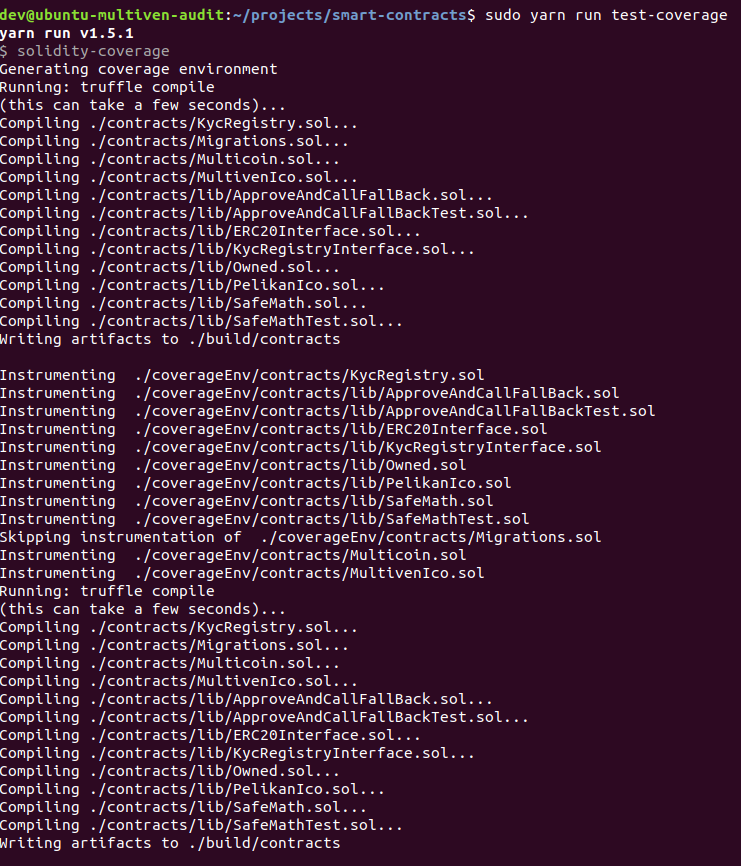 dev@ubuntu-multiven-audit:~/projects/smart-contracts$ sudo yarn run test-coverage
yarn run v1.5.1
$ solidity-coverage
Generating coverage environment
Running: truffle compile
(this can take a few seconds)...
Compiling ./contracts/KycRegistry.sol...
Compiling ./contracts/Migrations.sol...
Compiling ./contracts/Multicoin.sol...
Compiling ./contracts/MultivenIco.sol...
Compiling ./contracts/lib/ApproveAndCallFallBack.sol...
Compiling ./contracts/lib/ApproveAndCallFallBackTest.sol...
Compiling ./contracts/lib/ERC20Interface.sol...
Compiling ./contracts/lib/KycRegistryInterface.sol...
Compiling ./contracts/lib/Owned.sol...
Compiling ./contracts/lib/PelikanIco.sol...
Compiling ./contracts/lib/SafeMath.sol...
Compiling ./contracts/lib/SafeMathTest.sol...
Writing artifacts to ./build/contracts

Instrumenting  ./coverageEnv/contracts/KycRegistry.sol
Instrumenting  ./coverageEnv/contracts/lib/ApproveAndCallFallBack.sol
Instrumenting  ./coverageEnv/contracts/lib/ApproveAndCallFallBackTest.sol
Instrumenting  ./coverageEnv/contracts/lib/ERC20Interface.sol
Instrumenting  ./coverageEnv/contracts/lib/KycRegistryInterface.sol
Instrumenting  ./coverageEnv/contracts/lib/Owned.sol
Instrumenting  ./coverageEnv/contracts/lib/PelikanIco.sol
Instrumenting  ./coverageEnv/contracts/lib/SafeMath.sol
Instrumenting  ./coverageEnv/contracts/lib/SafeMathTest.sol
Skipping instrumentation of  ./coverageEnv/contracts/Migrations.sol
Instrumenting  ./coverageEnv/contracts/Multicoin.sol
Instrumenting  ./coverageEnv/contracts/MultivenIco.sol
Running: truffle compile
(this can take a few seconds)...
Compiling ./contracts/KycRegistry.sol...
Compiling ./contracts/Migrations.sol...
Compiling ./contracts/Multicoin.sol...
Compiling ./contracts/MultivenIco.sol...
Compiling ./contracts/lib/ApproveAndCallFallBack.sol...
Compiling ./contracts/lib/ApproveAndCallFallBackTest.sol...
Compiling ./contracts/lib/ERC20Interface.sol...
Compiling ./contracts/lib/KycRegistryInterface.sol...
Compiling ./contracts/lib/Owned.sol...
Compiling ./contracts/lib/PelikanIco.sol...
Compiling ./contracts/lib/SafeMath.sol...
Compiling ./contracts/lib/SafeMathTest.sol...
Writing artifacts to ./build/contracts